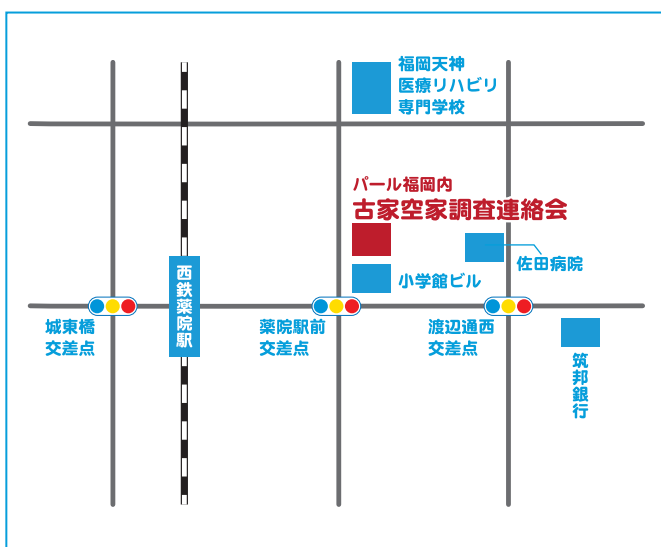 福岡天神
医療リハビリ
専門学校
パール福岡内
古家空家調査連絡会
佐田病院
小学館ビル
西鉄薬院駅
城東橋
交差点
薬院駅前
交差点
渡辺通西
交差点
筑邦銀行